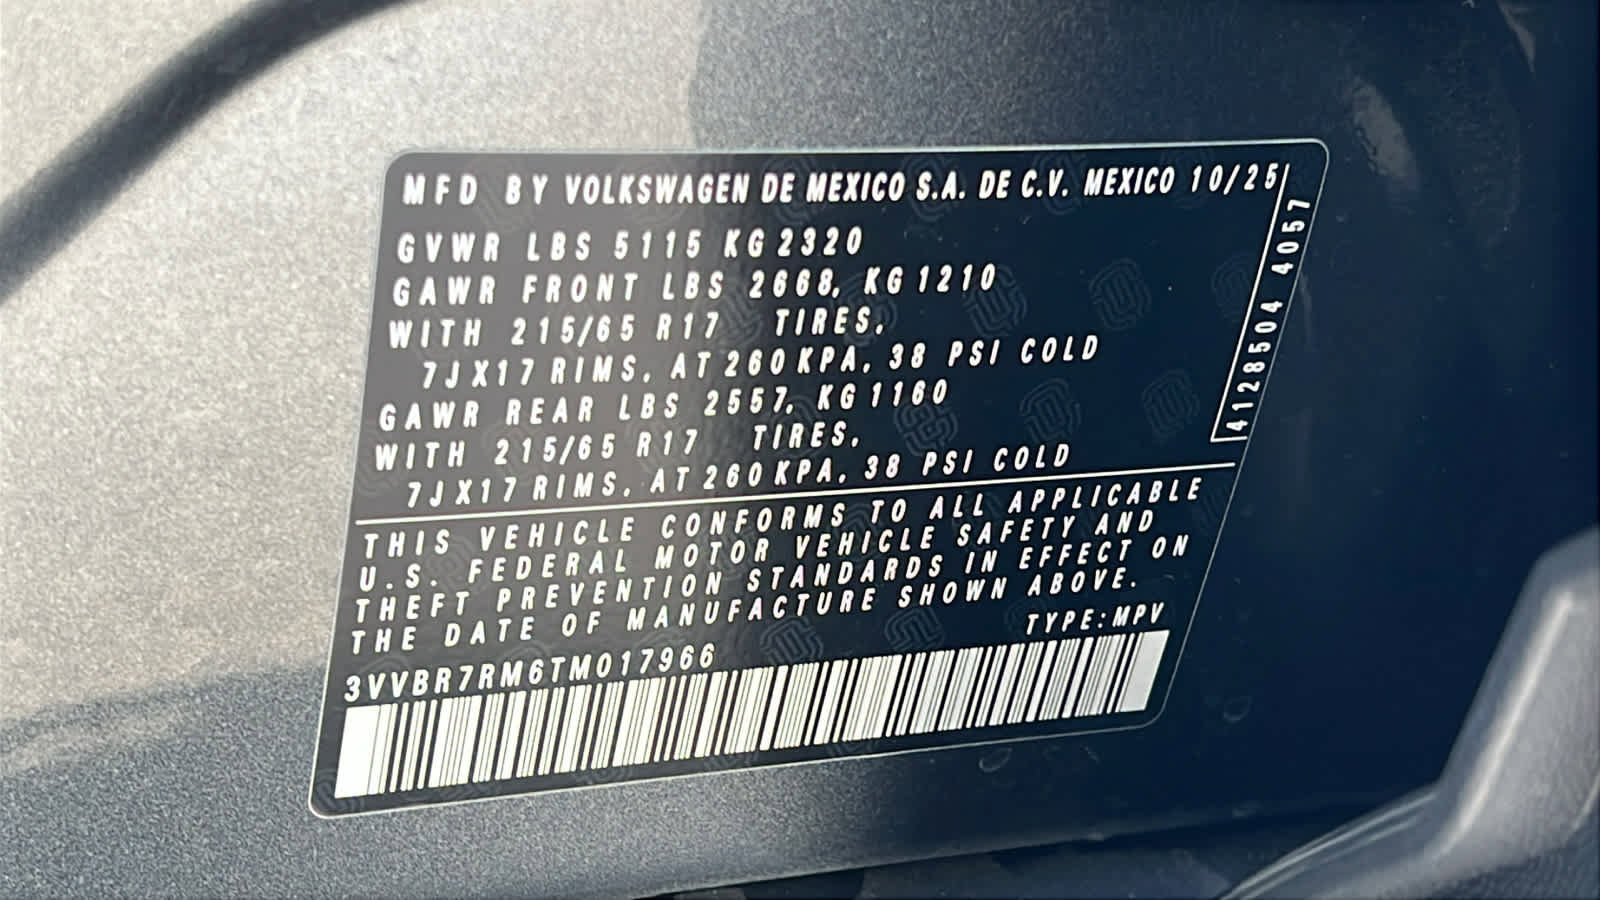 MFD BY VOLKSWAGEN DE MEXICO S.A. DE C.V. MEXICO 10/25
GVWR LBS 5115 KG 2320
GAWR FRONT LBS 2668, KG 1210
WITH 215/65 R17 TIRES,
7JX17 RIMS, AT 260 KPA, 38 PSI COLD
GAWR REAR LBS 2557, KG 1160
WITH 215/65 R17 TIRES,
7JX17 RIMS, AT 260 KPA, 38 PSI COLD
4128504 4057
THIS VEHICLE CONFORMS TO ALL APPLICABLE
U.S. FEDERAL MOTOR VEHICLE SAFETY AND
THEFT PREVENTION STANDARDS IN EFFECT ON
THE DATE OF MANUFACTURE SHOWN ABOVE.
TYPE:MPV
3VVBR7RM6TM017966